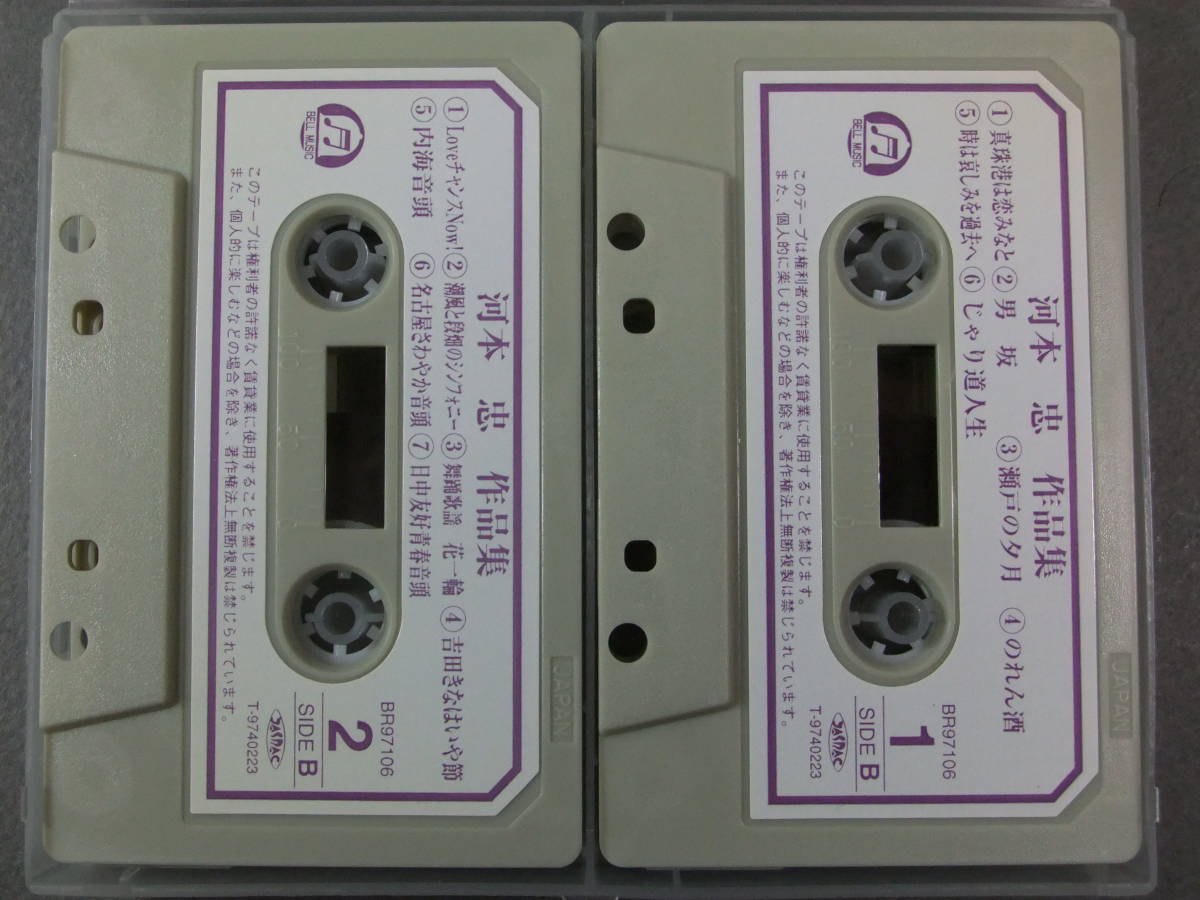 河本 忠 作品集
① 真珠港は恋みなと ② 男 坂 ③ 瀬戸の夕月 ④ のれん酒
⑤ 時は哀しみを過去へ ⑥ じゃり道人生
BELL MUSIC
BR97106
1
SIDE B
JASRAC
T-9740223
このテープは権利者の許諾なく賃貸業に使用することを禁じます。
また、個人的に楽しむなどの場合を除き、著作権法上無断複製は禁じられています。
JAPAN
河本 忠 作品集
① LoveチャンスNow! ② 潮風と段畑のシンフォニー ③ 舞踊歌謡 花一輪 ④ 吉田きなはいや節
⑤ 内海音頭 ⑥ 名古屋さわやか音頭 ⑦ 日中友好青春音頭
BELL MUSIC
BR97106
2
SIDE B
JASRAC
T-9740223
このテープは権利者の許諾なく賃貸業に使用することを禁じます。
また、個人的に楽しむなどの場合を除き、著作権法上無断複製は禁じられています。
JAPAN